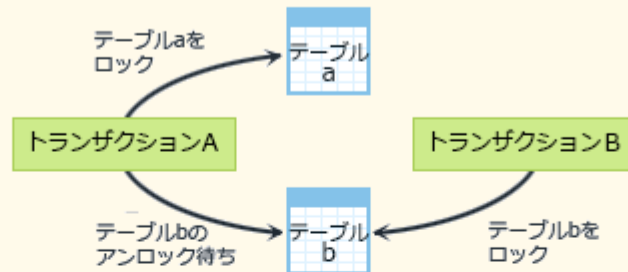 テーブルaを
ロック
テーブル
a
トランザクションA
トランザクションB
テーブルbの
アンロック待ち
テーブル
b
テーブルbを
ロック